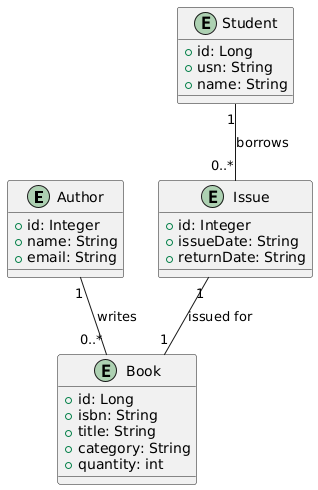 E Student
id: Long
usn: String
name: String
1
borrows
0..*
E Author
id: Integer
name: String
email: String
E Issue
id: Integer
issueDate: String
returnDate: String
1
writes
0..*
1
issued for
1
E Book
id: Long
isbn: String
title: String
category: String
quantity: int